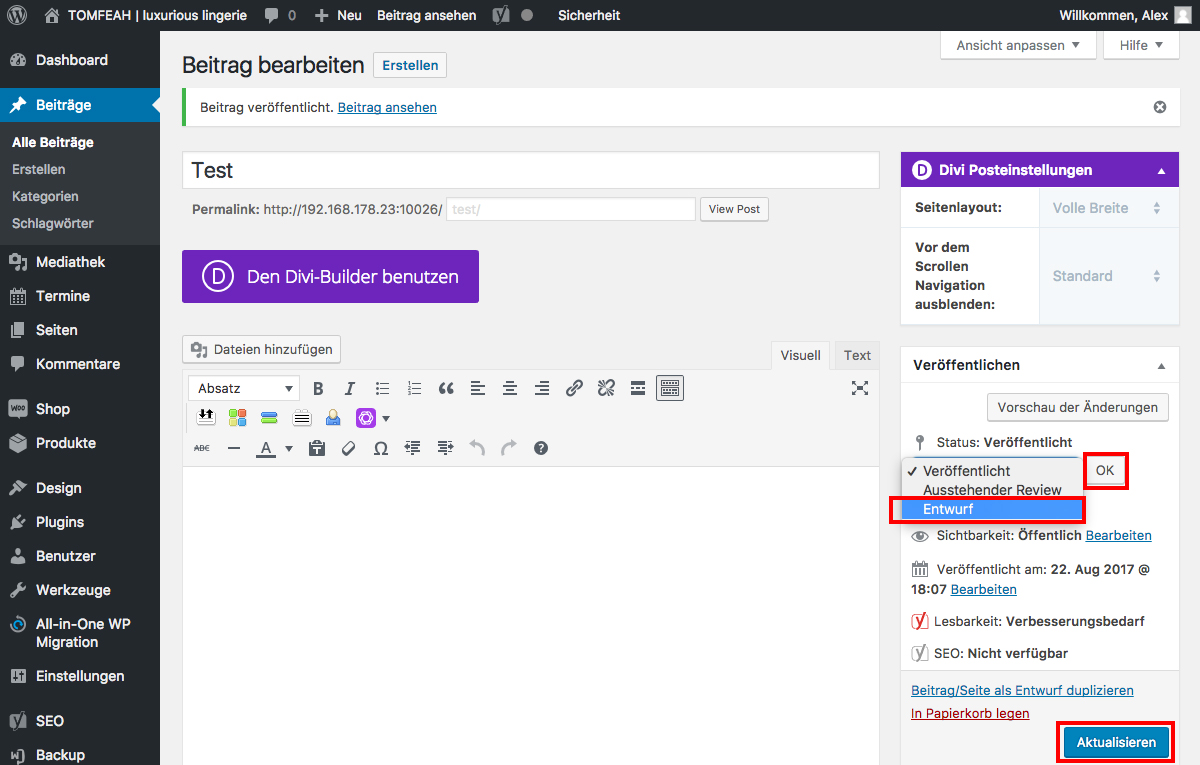 TOMFEAH | luxurious lingerie 0 Neu Beitrag ansehen Sicherheit Willkommen, Alex
Dashboard
Beiträge
Alle Beiträge
Erstellen
Kategorien
Schlagwörter
Mediathek
Termine
Seiten
Kommentare
Shop
Produkte
Design
Plugins
Benutzer
Werkzeuge
All-in-One WP
Migration
Einstellungen
SEO
Backup
Ansicht anpassen Hilfe
Beitrag bearbeiten Erstellen
Beitrag veröffentlicht. Beitrag ansehen
Test
Permalink: http://192.168.178.23:10026/ test/ View Post
D Den Divi-Builder benutzen
Dateien hinzufügen
Visuell Text
Absatz B I
ABC A Ω
D Divi Posteinstellungen
Seitenlayout: Volle Breite
Vor dem
Scrollen
Navigation
ausblenden:
Standard
Veröffentlichen
Vorschau der Änderungen
Status: Veröffentlicht
Veröffentlicht OK
Ausstehender Review
Entwurf
Sichtbarkeit: Öffentlich Bearbeiten
Veröffentlicht am: 22. Aug 2017 @
18:07 Bearbeiten
Lesbarkeit: Verbesserungsbedarf
SEO: Nicht verfügbar
Beitrag/Seite als Entwurf duplizieren
In Papierkorb legen
Aktualisieren